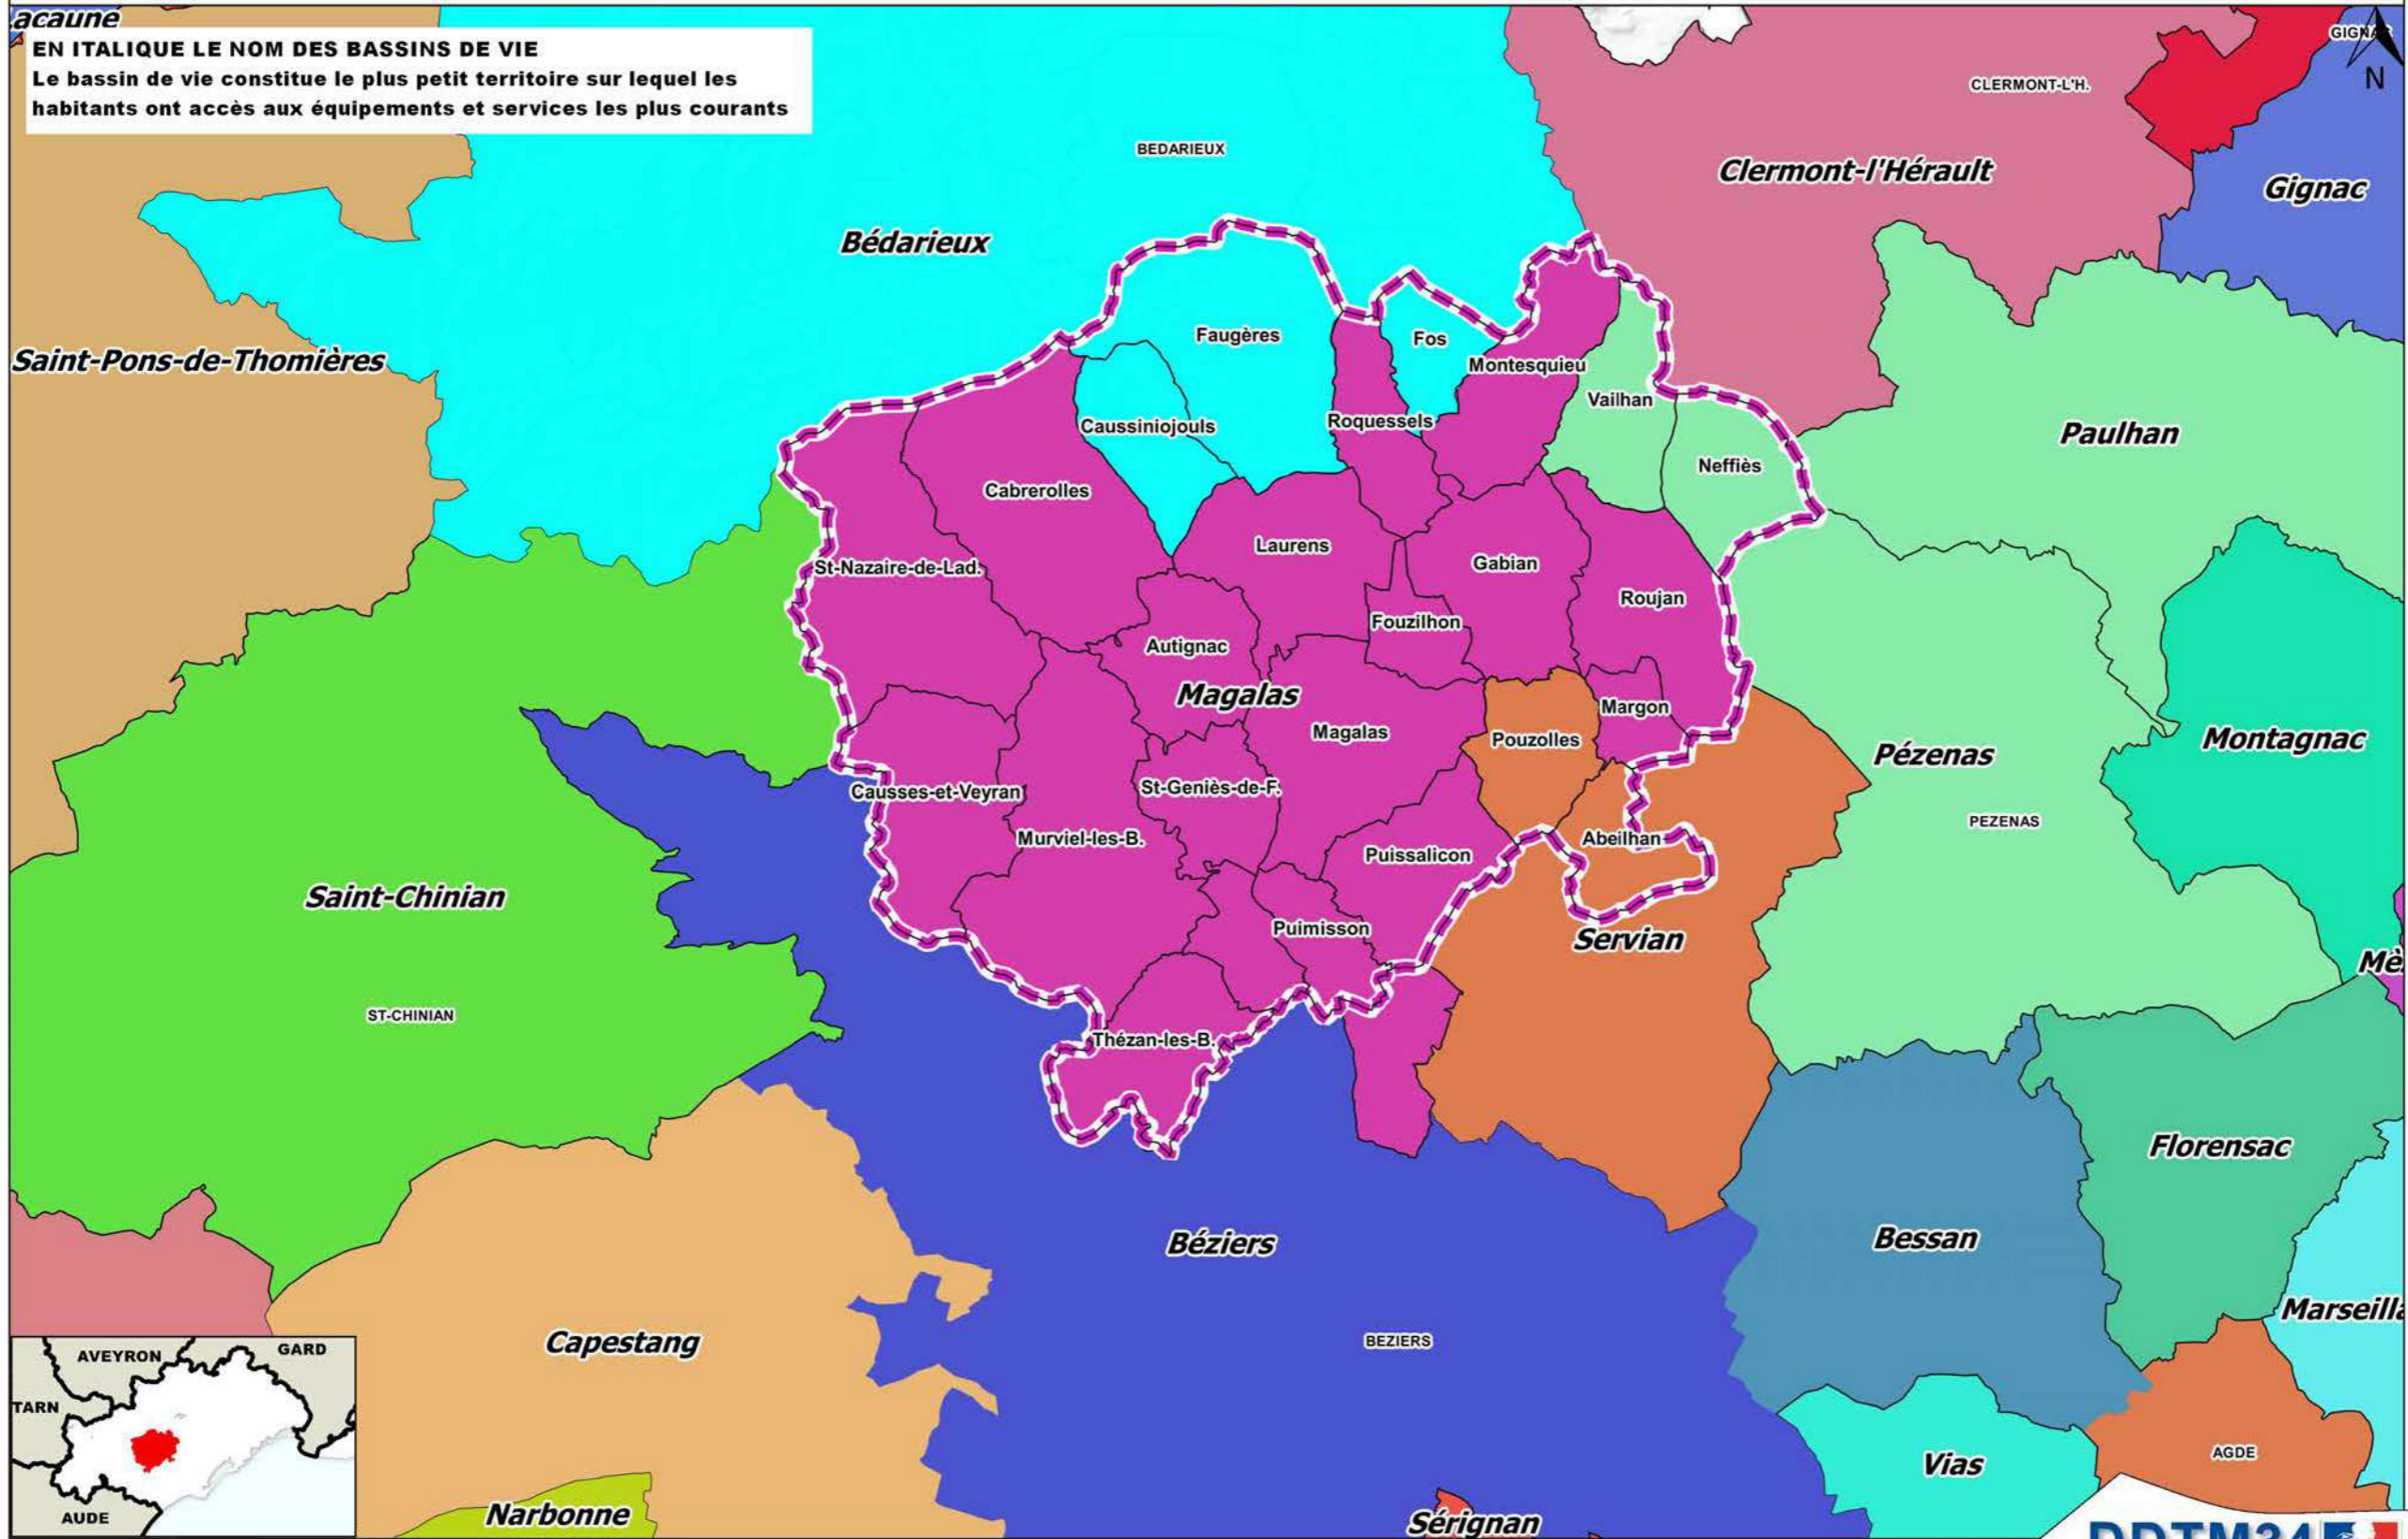 acaune
EN ITALIQUE LE NOM DES BASSINS DE VIE
Le bassin de vie constitue le plus petit territoire sur lequel les
habitants ont accès aux équipements et services les plus courants
GIGNAC
N
CLERMONT-L'H.
BEDARIEUX
Clermont-l'Hérault
Gignac
Bédarieux
Faugères
Fos
Saint-Pons-de-Thomières
Montesquieu
Vailhan
Caussiniojouls
Roquessels
Paulhan
Neffiès
Cabrerolles
Laurens
Gabian
St-Nazaire-de-Lad.
Roujan
Fouzilhon
Autignac
Magalas
Margon
Magalas
Pouzolles
Montagnac
Pézenas
Causses-et-Veyran
St-Geniès-de-F.
PEZENAS
Murviel-les-B.
Abeilhan
Puissalicon
Saint-Chinian
Puimisson
Servian
Mè
ST-CHINIAN
Thézan-les-B.
Florensac
Béziers
Bessan
Marseilla
Capestang
BEZIERS
AVEYRON
GARD
TARN
AUDE
AGDE
Vias
Narbonne
Sérignan
DDTM34